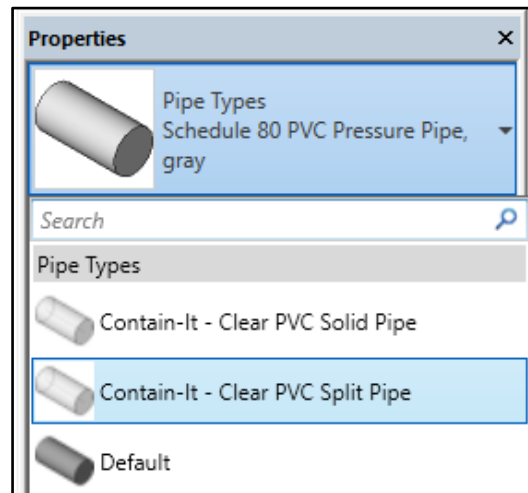 Properties
Pipe Types
Schedule 80 PVC Pressure Pipe,
gray
Search
Pipe Types
Contain-It - Clear PVC Solid Pipe
Contain-It - Clear PVC Split Pipe
Default